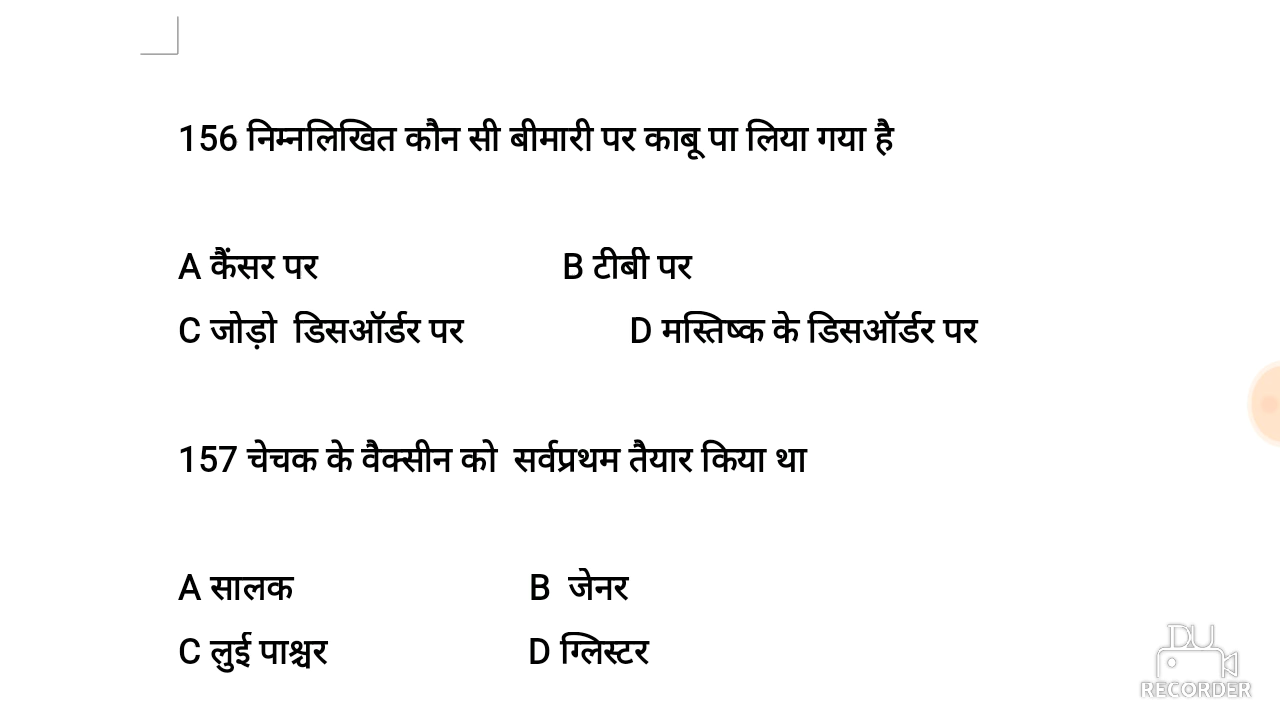 156 निम्नलिखित कौन सी बीमारी पर काबू पा लिया गया है
A कैंसर पर B टीबी पर
C जोड़ो डिसऑर्डर पर D मस्तिष्क के डिसऑर्डर पर
157 चेचक के वैक्सीन को सर्वप्रथम तैयार किया था
A सालक B जेनर
C लुई पाश्चर D ग्लिस्टर
DU
RECORDER